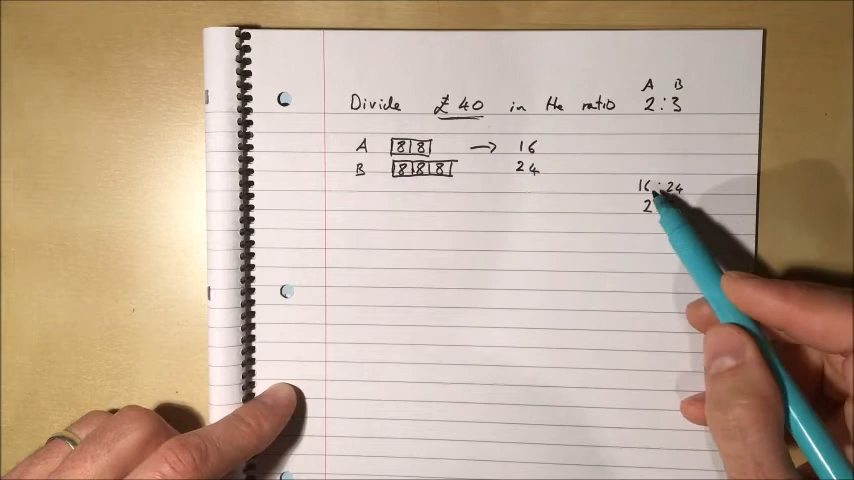 A B
Divide £40 in the ratio 2:3
A 8 8 → 16
B 8 8 8 24
16:24
2